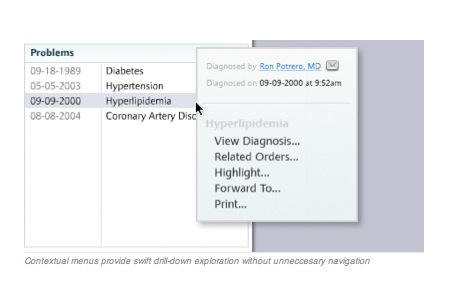 Problems
09-18-1989 Diabetes
05-05-2003 Hypertension
09-09-2000 Hyperlipidemia
08-08-2004 Coronary Artery Disc
Diagnosed by Ron Potrero, MD
Diagnosed on 09-09-2000 at 9:52am
Hyperlipidemia
View Diagnosis...
Related Orders...
Highlight...
Forward To...
Print...
Contextual menus provide swift drill-down exploration without unneccesary navigation